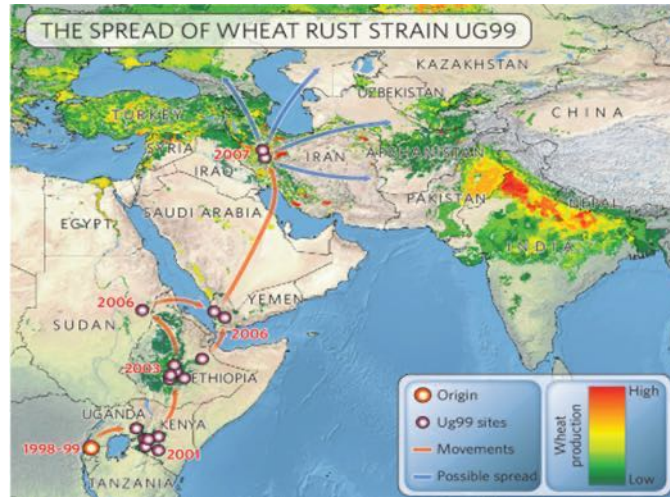 THE SPREAD OF WHEAT RUST STRAIN UG99
KAZAKHSTAN
UZBEKISTAN
TURKEY
CHINA
SYRIA
2007
IRAN
AFGHANISTAN
IRAQ
PAKISTAN
NEPAL
EGYPT
SAUDI ARABIA
INDIA
2006
YEMEN
SUDAN
2006
2003
ETHIOPIA
UGANDA
KENYA
1998-99
2001
TANZANIA
Origin
Ug99 sites
Movements
Possible spread
Wheat
production
High
Low